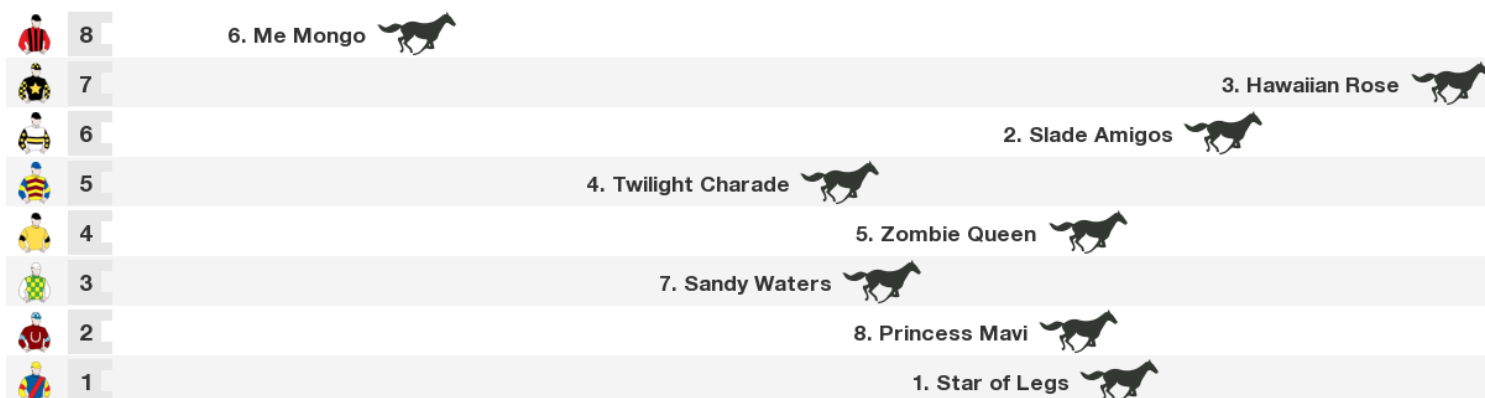 8 6. Me Mongo
7 3. Hawaiian Rose
6 2. Slade Amigos
5 4. Twilight Charade
4 5. Zombie Queen
3 7. Sandy Waters
2 8. Princess Mavi
1 1. Star of Legs